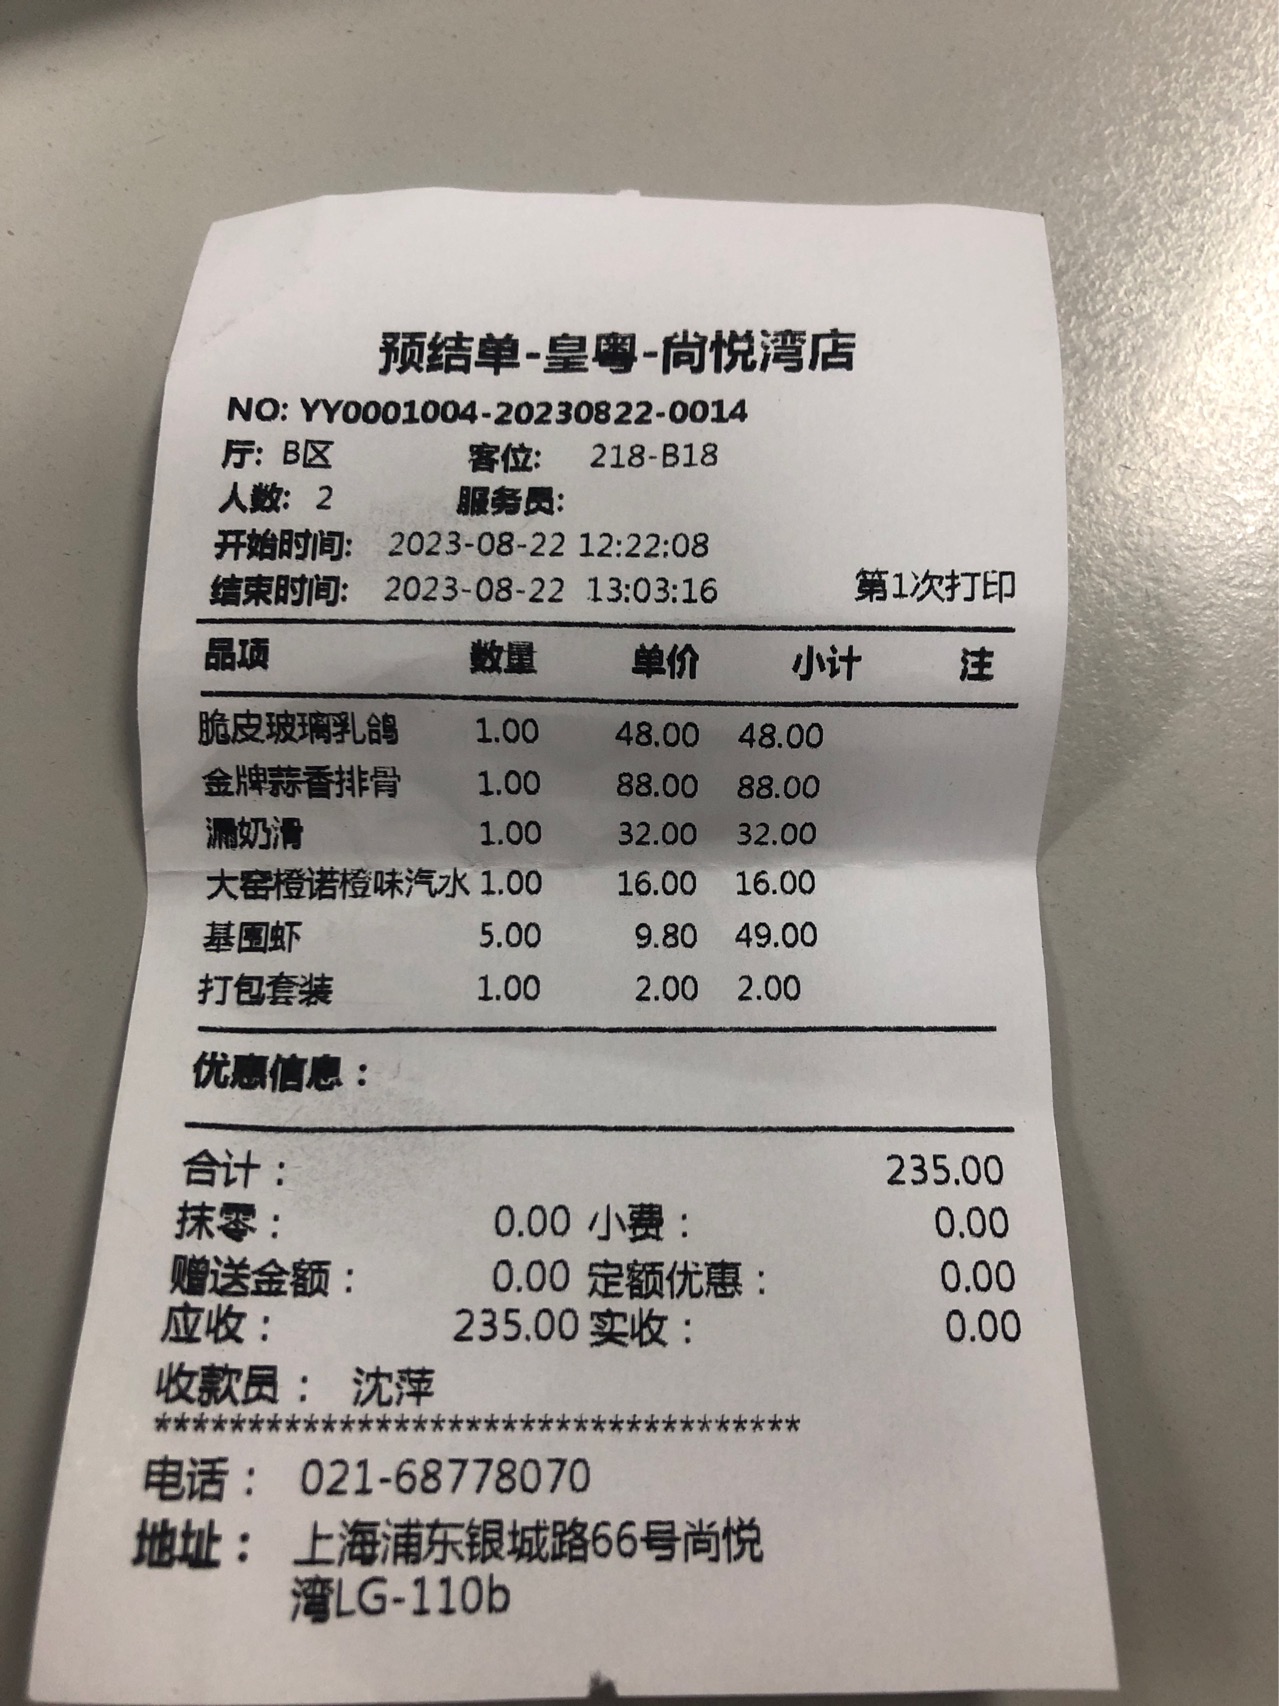 预结单-皇粤-尚悦湾店
NO: YY0001004-20230822-0014
厅: B区 客位: 218-B18
人数: 2 服务员:
开始时间: 2023-08-22 12:22:08
结束时间: 2023-08-22 13:03:16 第1次打印
品项 数量 单价 小计 注
脆皮玻璃乳鸽 1.00 48.00 48.00
金牌蒜香排骨 1.00 88.00 88.00
漏奶滑 1.00 32.00 32.00
大窑橙诺橙味汽水 1.00 16.00 16.00
基围虾 5.00 9.80 49.00
打包套装 1.00 2.00 2.00
优惠信息：
合计： 235.00
抹零： 0.00 小费： 0.00
赠送金额： 0.00 定额优惠： 0.00
应收： 235.00 实收： 0.00
收款员： 沈萍
***********************************
电话： 021-68778070
地址： 上海浦东银城路66号尚悦
湾LG-110b